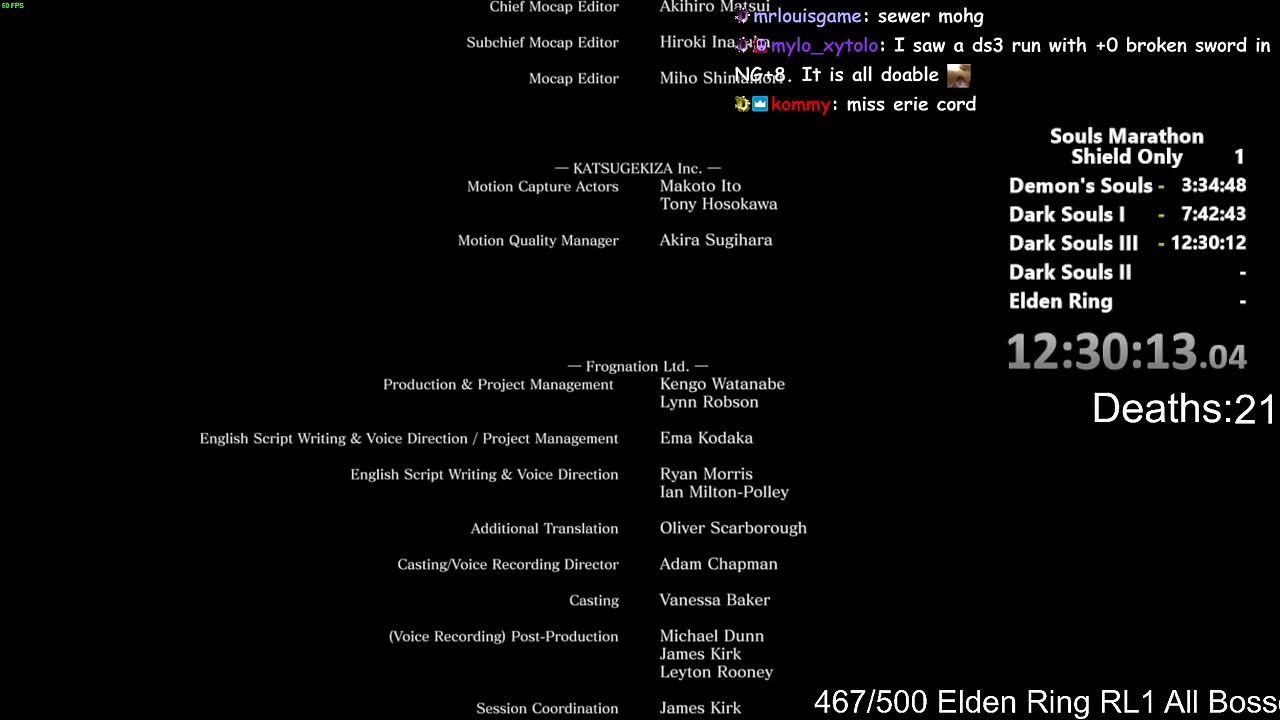 60 FPS
Chief Mocap Editor Akihiro Matsui
mrlouisgame: sewer mohg
Subchief Mocap Editor Hiroki
mylo_xytolo: I saw a ds3 run with +0 broken sword in
NG+8. It is all doable
Mocap Editor Miho
kommy: miss erie cord
Souls Marathon
Shield Only 1
Demon's Souls - 3:34:48
Dark Souls I - 7:42:43
Dark Souls III - 12:30:12
Dark Souls II -
Elden Ring -
12:30:13.04
Deaths:21
— KATSUGEKIZA Inc. —
Motion Capture Actors Makoto Ito
Tony Hosokawa
Motion Quality Manager Akira Sugihara
— Frognation Ltd. —
Production & Project Management Kengo Watanabe
Lynn Robson
English Script Writing & Voice Direction / Project Management Ema Kodaka
English Script Writing & Voice Direction Ryan Morris
Ian Milton-Polley
Additional Translation Oliver Scarborough
Casting/Voice Recording Director Adam Chapman
Casting Vanessa Baker
(Voice Recording) Post-Production Michael Dunn
James Kirk
Leyton Rooney
Session Coordination James Kirk
467/500 Elden Ring RL1 All Boss